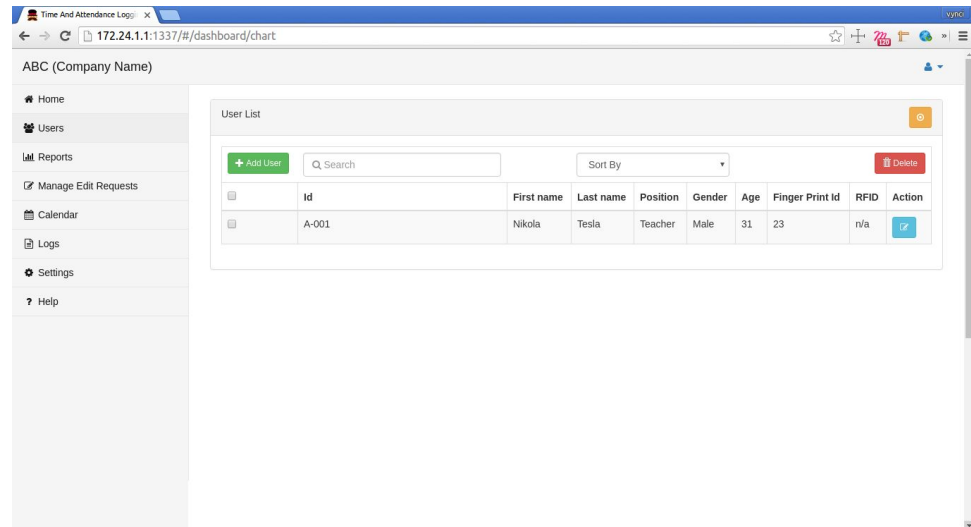 Time And Attendance Loggi
vynci
172.24.1.1:1337/#/dashboard/chart
120
ABC (Company Name)
Home
Users
Reports
Manage Edit Requests
Calendar
Logs
Settings
? Help
User List
+ Add User
Search
Sort By
Delete
Id First name Last name Position Gender Age Finger Print Id RFID Action
A-001 Nikola Tesla Teacher Male 31 23 n/a